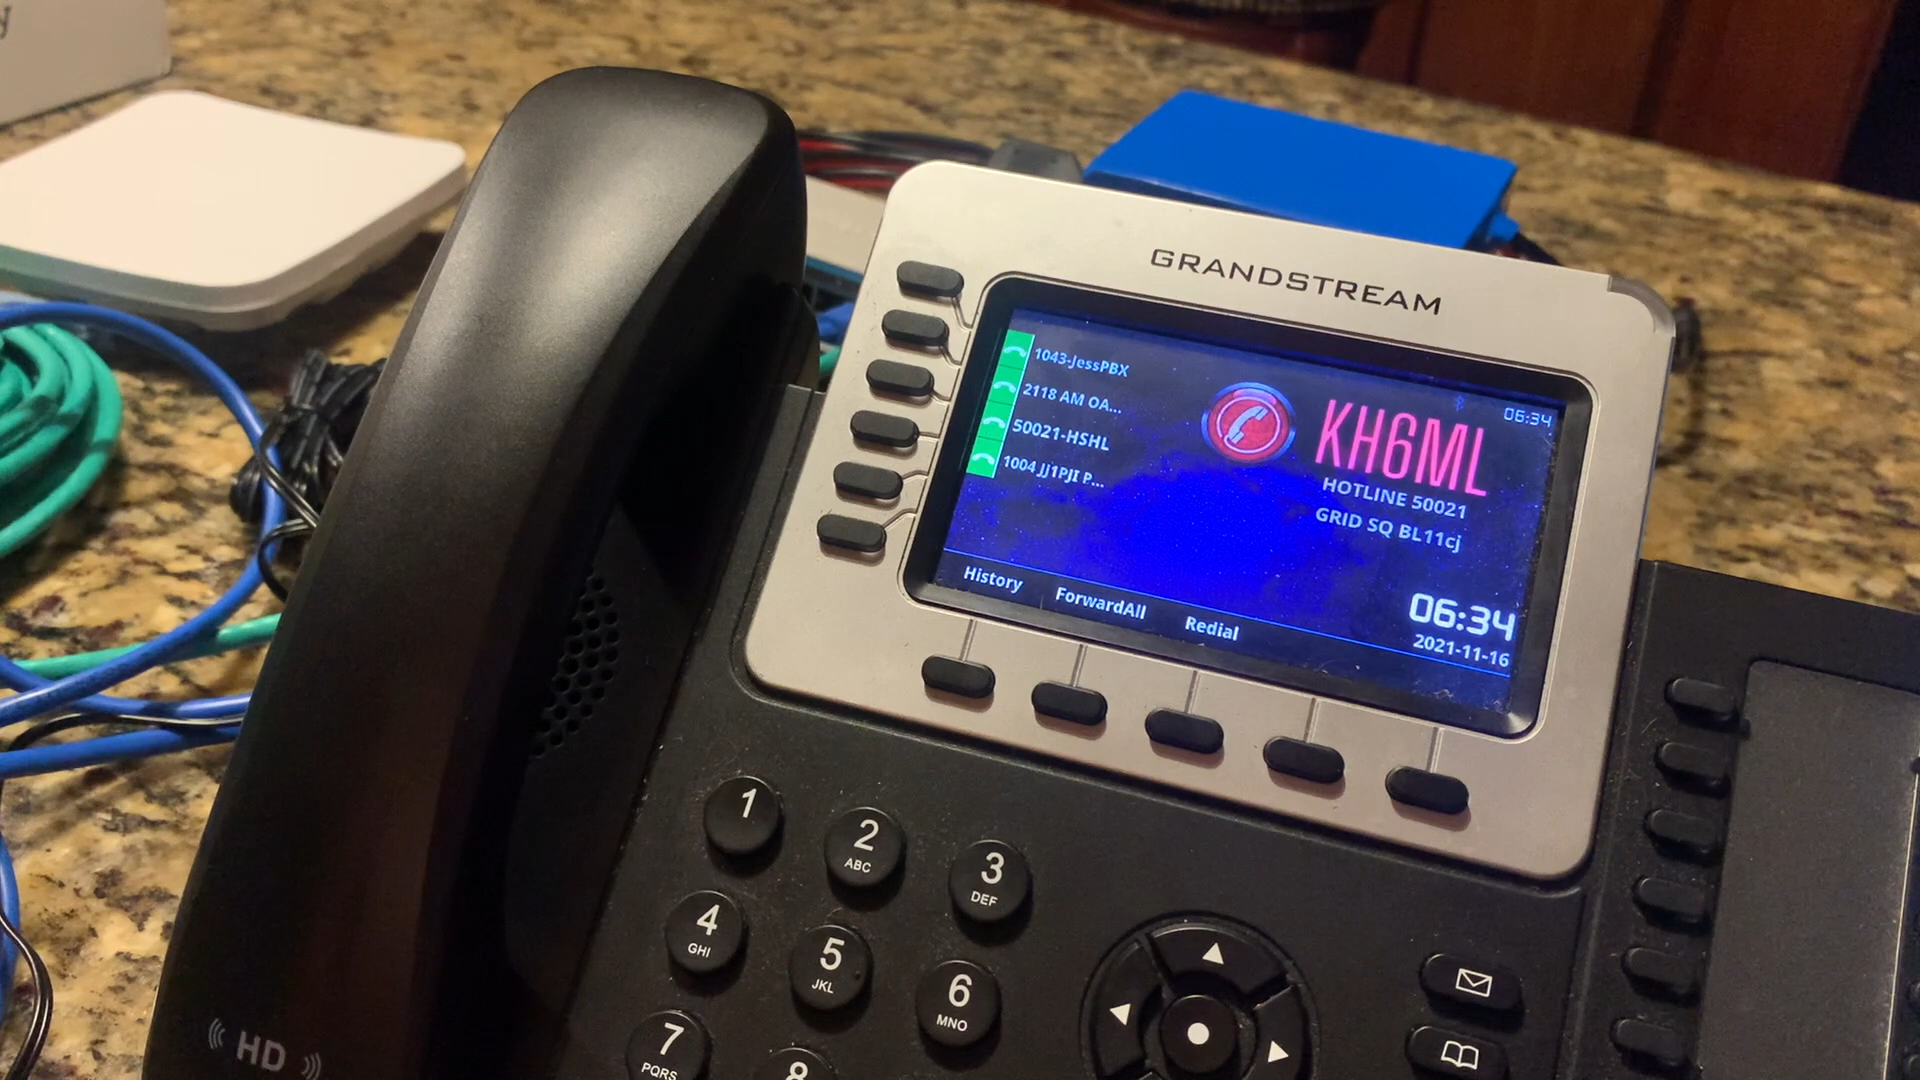 GRANDSTREAM
06:34
1043-JessPBX
2118 AM OA...
50021-HSHL
1004 JJ1PJI P...
KH6ML
HOTLINE 50021
GRID SQ BL11cj
06:34
2021-11-16
History
ForwardAll
Redial
1
2
ABC
3
DEF
4
GHI
5
JKL
6
MNO
7
PQRS
8
HD